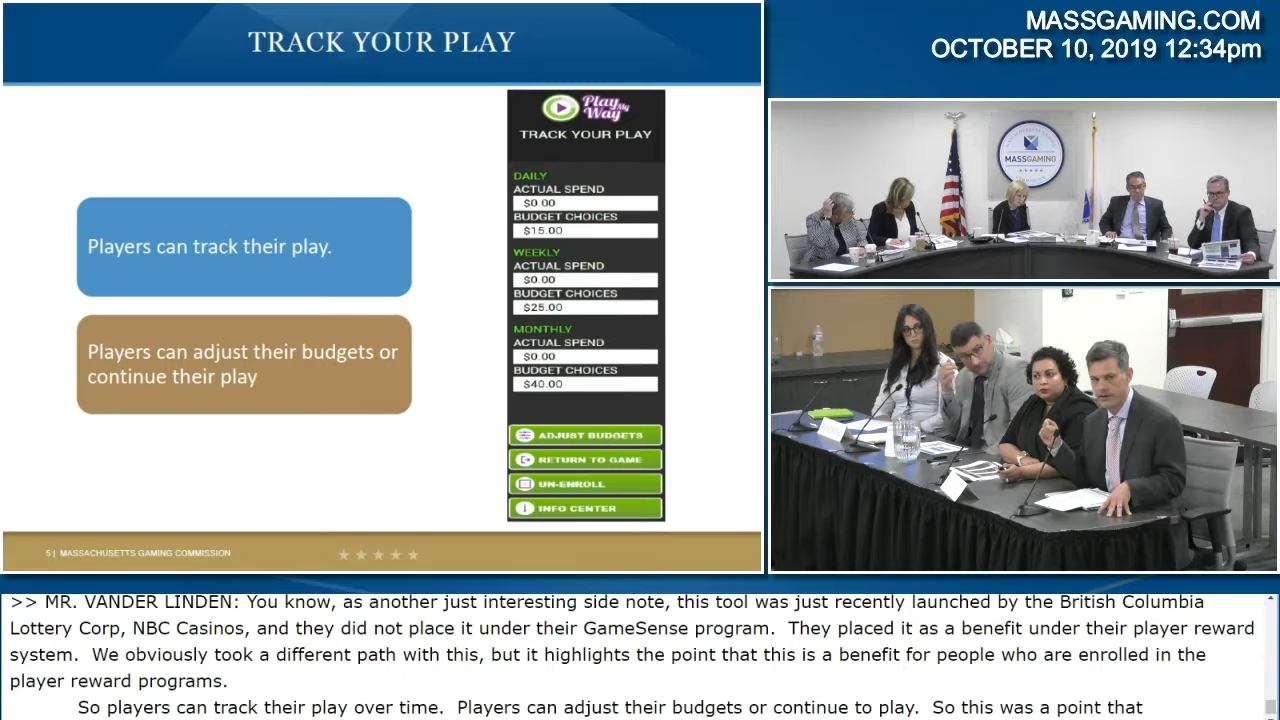 TRACK YOUR PLAY
Players can track their play.
Players can adjust their budgets or
continue their play
Play My
Way
TRACK YOUR PLAY
DAILY
ACTUAL SPEND
$0.00
BUDGET CHOICES
$15.00
WEEKLY
ACTUAL SPEND
$0.00
BUDGET CHOICES
$25.00
MONTHLY
ACTUAL SPEND
$0.00
BUDGET CHOICES
$40.00
ADJUST BUDGETS
RETURN TO GAME
UN-ENROLL
INFO CENTER
5 | MASSACHUSETTS GAMING COMMISSION
MASSGAMING.COM
OCTOBER 10, 2019 12:34pm
MASSGAMING
>> MR. VANDER LINDEN: You know, as another just interesting side note, this tool was just recently launched by the British Columbia
Lottery Corp, NBC Casinos, and they did not place it under their GameSense program. They placed it as a benefit under their player reward
system. We obviously took a different path with this, but it highlights the point that this is a benefit for people who are enrolled in the
player reward programs.
So players can track their play over time. Players can adjust their budgets or continue to play. So this was a point that